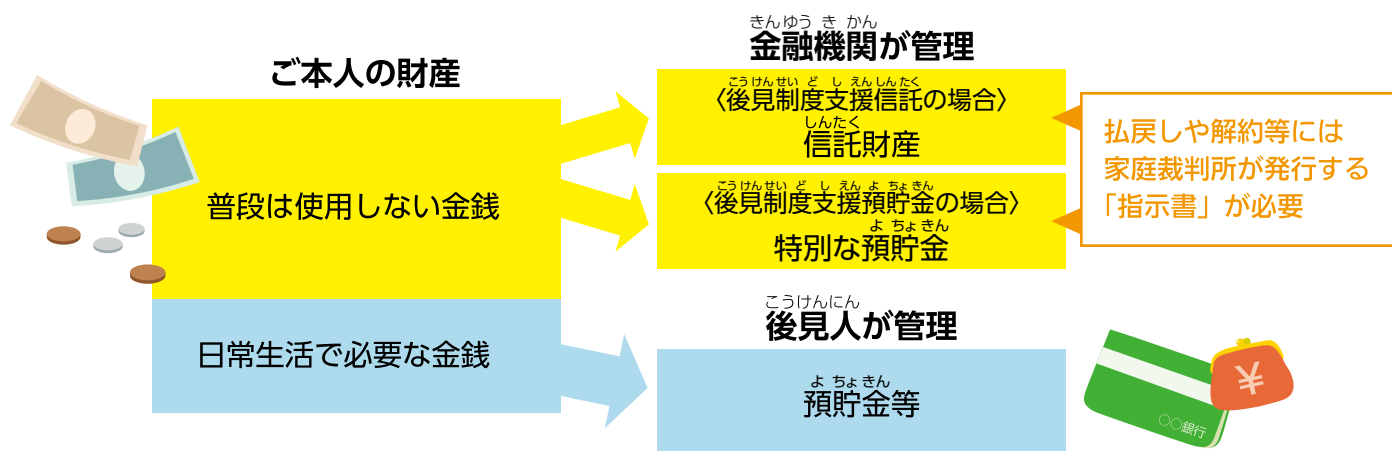 ご本人の財産
普段は使用しない金銭
日常生活で必要な金銭
きんゆうきかん
金融機関が管理
こうけんせいどしえんしんたく
〈後見制度支援信託の場合〉
しんたく
信託財産
こうけんせいどしえんよちょきん
〈後見制度支援預貯金の場合〉
よちょきん
特別な預貯金
払戻しや解約等には
家庭裁判所が発行する
「指示書」が必要
こうけんにん
後見人が管理
よちょきん
預貯金等
¥
○○銀行